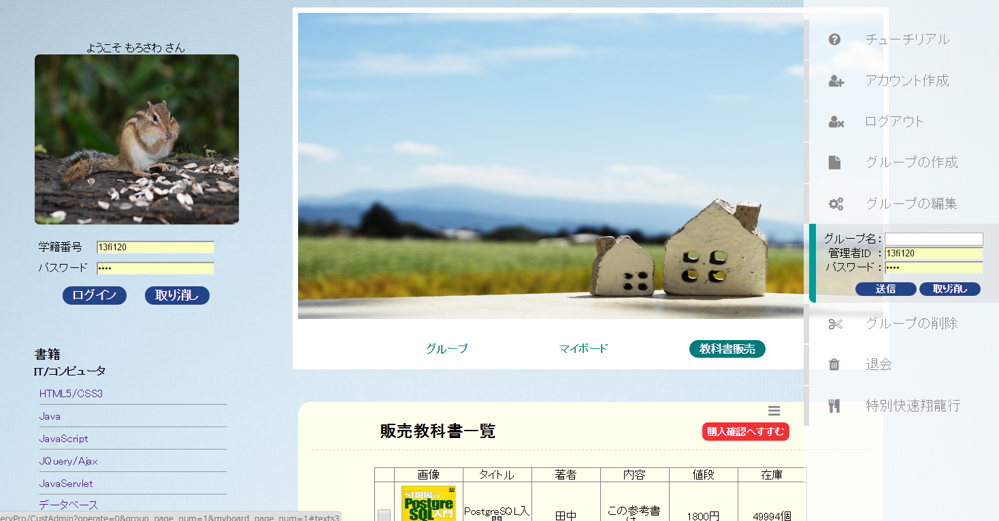 ようこそ もろさわ さん
学籍番号 13fi120
パスワード ••••
ログイン 取り消し
書籍
IT/コンピュータ
HTML5/CSS3
Java
JavaScript
JQuery/Ajax
JavaServlet
データベース
eryPro/CustAdmin?operate=0&group_page_num=1&myboard_page_num=1#texts3
グループ マイボード 教科書販売
販売教科書一覧
購入確認へすすむ
画像 タイトル 著者 内容 値段 在庫
SI現場の
PostgreSQL入門
PostgreSQL入門
田中
この参考書は
1800円
49994個
チューチリアル
アカウント作成
ログアウト
グループの作成
グループの編集
グループ名:
管理者ID : 13fi120
パスワード : ••••
送信 取り消し
グループの削除
退会
特別快速翔龍行